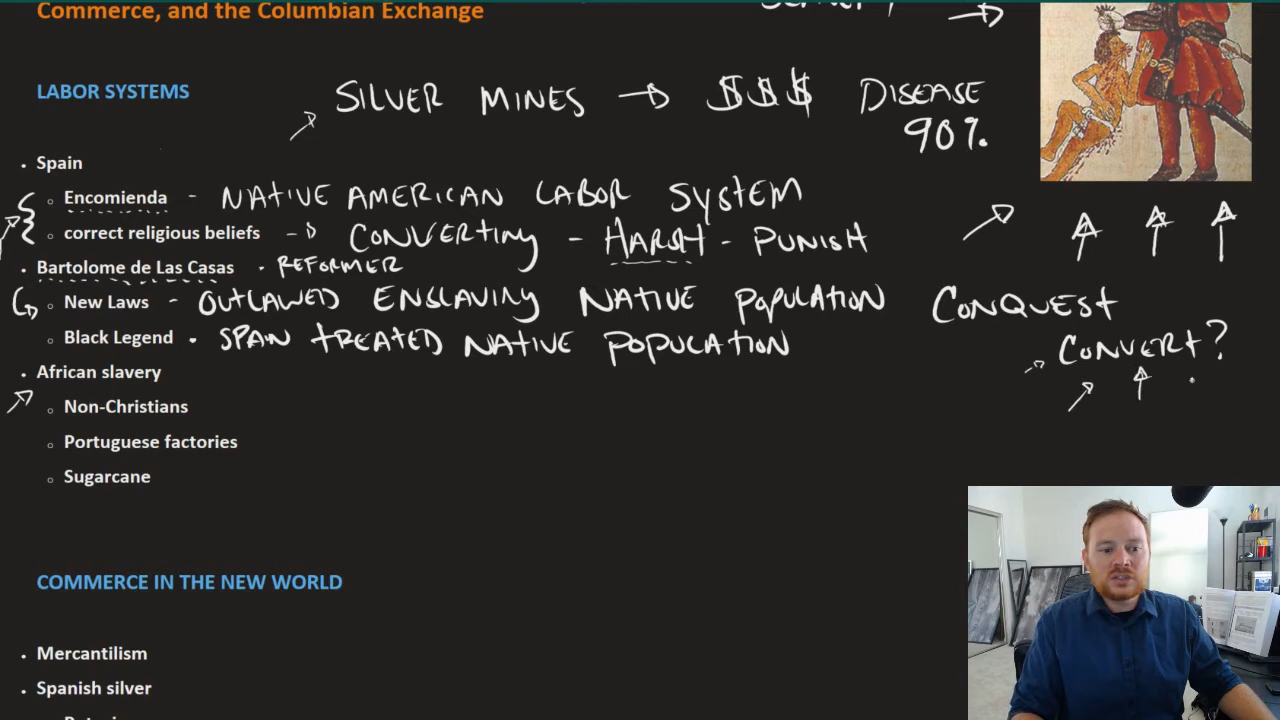 Commerce, and the Columbian Exchange
LABOR SYSTEMS
SILVER MINES → $$$ DISEASE
90%
• Spain
Encomienda - NATIVE AMERICAN LABOR SYSTEM
correct religious beliefs → CONVERTING - HARSH - PUNISH
• Bartolome de Las Casas • REFORMER
New Laws - OUTLAWED ENSLAVING NATIVE POPULATION CONQUEST
Black Legend • SPAIN TREATED NATIVE POPULATION CONVERT?
• African slavery
Non-Christians
Portuguese factories
Sugarcane
COMMERCE IN THE NEW WORLD
• Mercantilism
• Spanish silver